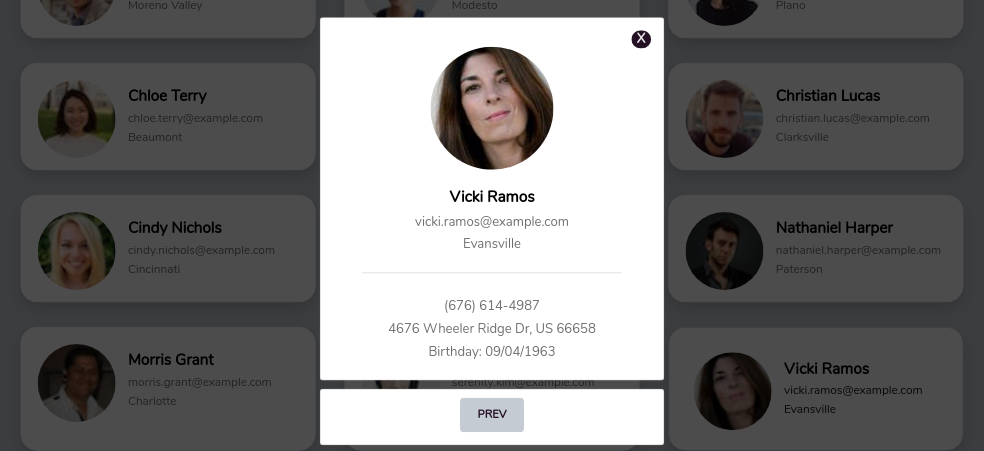 Moreno Valley
Modesto
Plano
X
Chloe Terry
chloe.terry@example.com
Beaumont
Christian Lucas
christian.lucas@example.com
Clarksville
Vicki Ramos
vicki.ramos@example.com
Evansville
Cindy Nichols
cindy.nichols@example.com
Cincinnati
Nathaniel Harper
nathaniel.harper@example.com
Paterson
(676) 614-4987
4676 Wheeler Ridge Dr, US 66658
Birthday: 09/04/1963
Morris Grant
morris.grant@example.com
Charlotte
serenity.kim@example.com
Vicki Ramos
vicki.ramos@example.com
Evansville
PREV